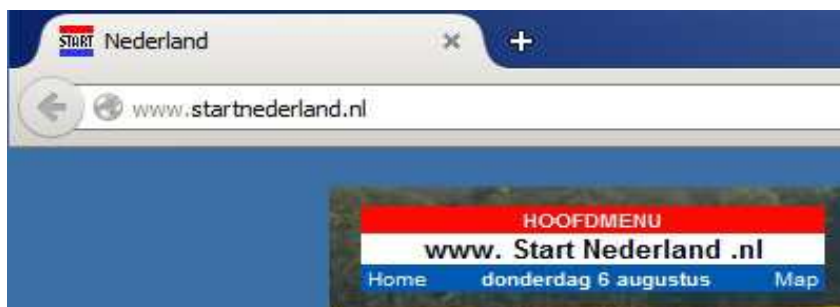 START Nederland
www.startnederland.nl
HOOFDMENU
www. Start Nederland .nl
Home donderdag 6 augustus Map